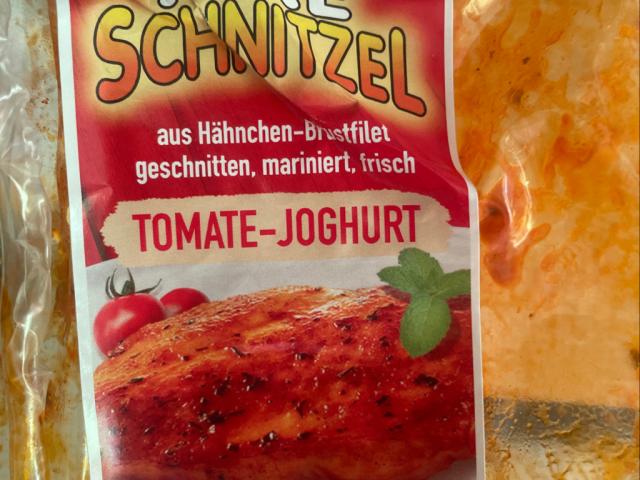 SCHNITZEL
aus Hähnchen-Brustfilet
geschnitten, mariniert, frisch
TOMATE-JOGHURT